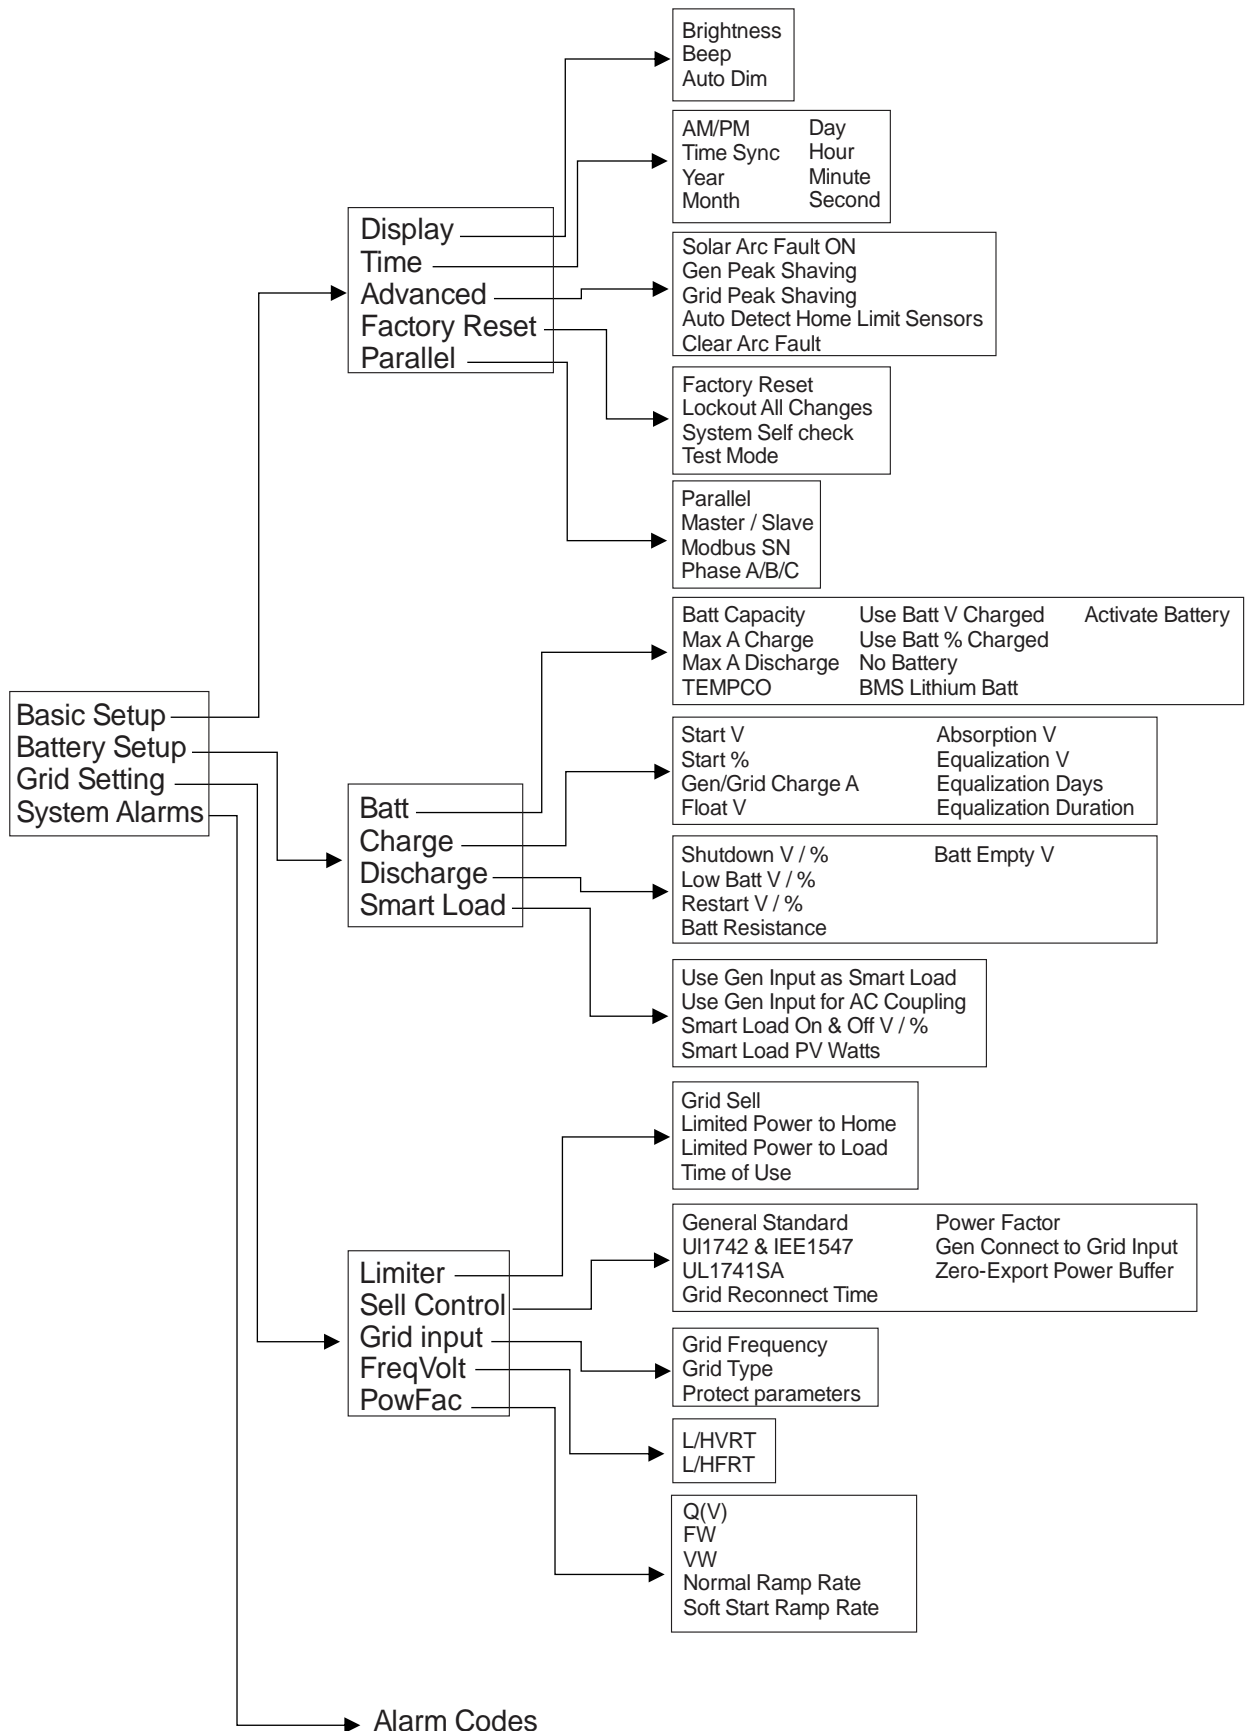 Brightness
Beep
Auto Dim
AM/PM
Time Sync
Year
Month
Day
Hour
Minute
Second
Display
Time
Advanced
Factory Reset
Parallel
Solar Arc Fault ON
Gen Peak Shaving
Grid Peak Shaving
Auto Detect Home Limit Sensors
Clear Arc Fault
Factory Reset
Lockout All Changes
System Self check
Test Mode
Parallel
Master / Slave
Modbus SN
Phase A/B/C
Batt Capacity
Max A Charge
Max A Discharge
TEMPCO
Use Batt V Charged
Use Batt % Charged
No Battery
BMS Lithium Batt
Activate Battery
Basic Setup
Battery Setup
Grid Setting
System Alarms
Start V
Start %
Gen/Grid Charge A
Float V
Absorption V
Equalization V
Equalization Days
Equalization Duration
Batt
Charge
Discharge
Smart Load
Shutdown V / %
Low Batt V / %
Restart V / %
Batt Resistance
Batt Empty V
Use Gen Input as Smart Load
Use Gen Input for AC Coupling
Smart Load On & Off V / %
Smart Load PV Watts
Grid Sell
Limited Power to Home
Limited Power to Load
Time of Use
General Standard
Ul1742 & IEE1547
UL1741SA
Grid Reconnect Time
Power Factor
Gen Connect to Grid Input
Zero-Export Power Buffer
Limiter
Sell Control
Grid input
FreqVolt
PowFac
Grid Frequency
Grid Type
Protect parameters
L/HVRT
L/HFRT
Q(V)
FW
VW
Normal Ramp Rate
Soft Start Ramp Rate
Alarm Codes